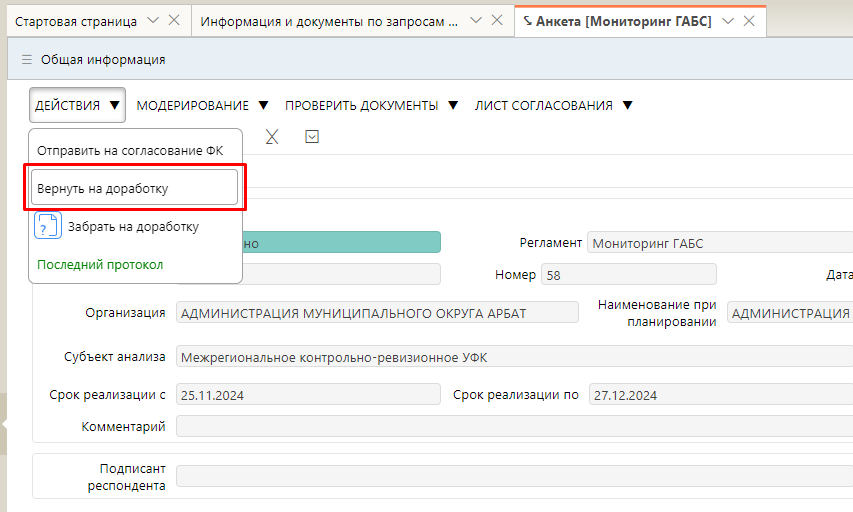 Стартовая страница
Информация и документы по запросам ...
Анкета [Мониторинг ГАБС]
Общая информация
ДЕЙСТВИЯ ▼ МОДЕРИРОВАНИЕ ▼ ПРОВЕРИТЬ ДОКУМЕНТЫ ▼ ЛИСТ СОГЛАСОВАНИЯ ▼
Отправить на согласование ФК
Вернуть на доработку
? Забрать на доработку
Последний протокол
но
Регламент Мониторинг ГАБС
Номер 58 Дата
Организация АДМИНИСТРАЦИЯ МУНИЦИПАЛЬНОГО ОКРУГА АРБАТ
Наименование при
планировании
АДМИНИСТРАЦИЯ
Субъект анализа Межрегиональное контрольно-ревизионное УФК
Срок реализации с 25.11.2024 Срок реализации по 27.12.2024
Комментарий
Подписант
респондента